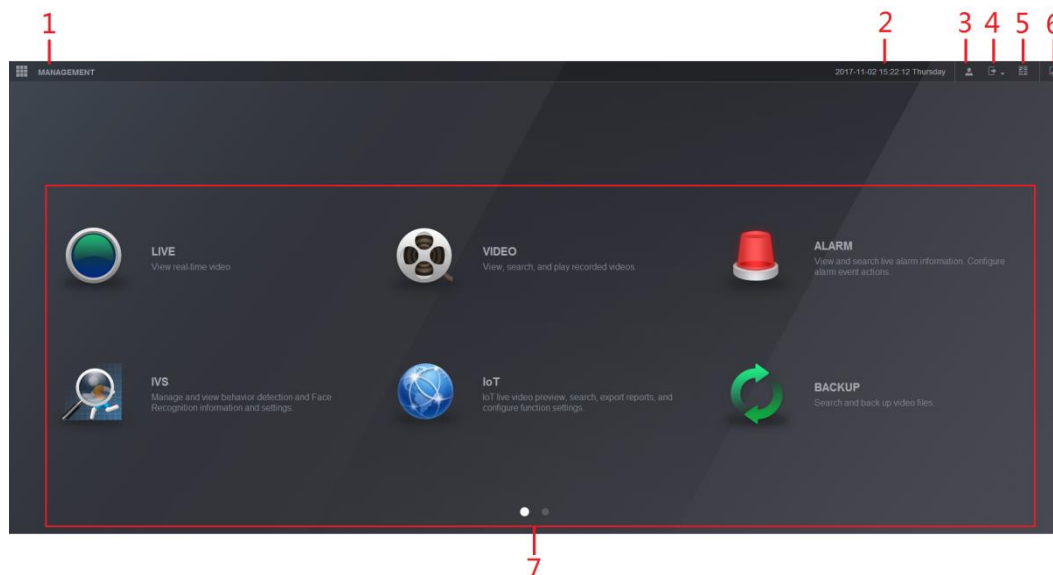 1
2
3
4
5
6
MANAGEMENT
2017-11-02 15:22:12 Thursday
LIVE
View real-time video
VIDEO
View, search, and play recorded videos.
ALARM
View and search live alarm information. Configure
alarm event actions.
IVS
Manage and view behavior detection and Face
Recognition information and settings.
IoT
IoT live video preview, search, export reports, and
configure function settings.
BACKUP
Search and back up video files.
7